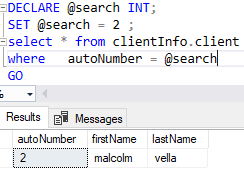 DECLARE @search INT;
SET @search = 2 ;
select * from clientInfo.client
where   autoNumber = @search
GO
%
Results Messages
autoNumber firstName lastName
2 malcolm vella